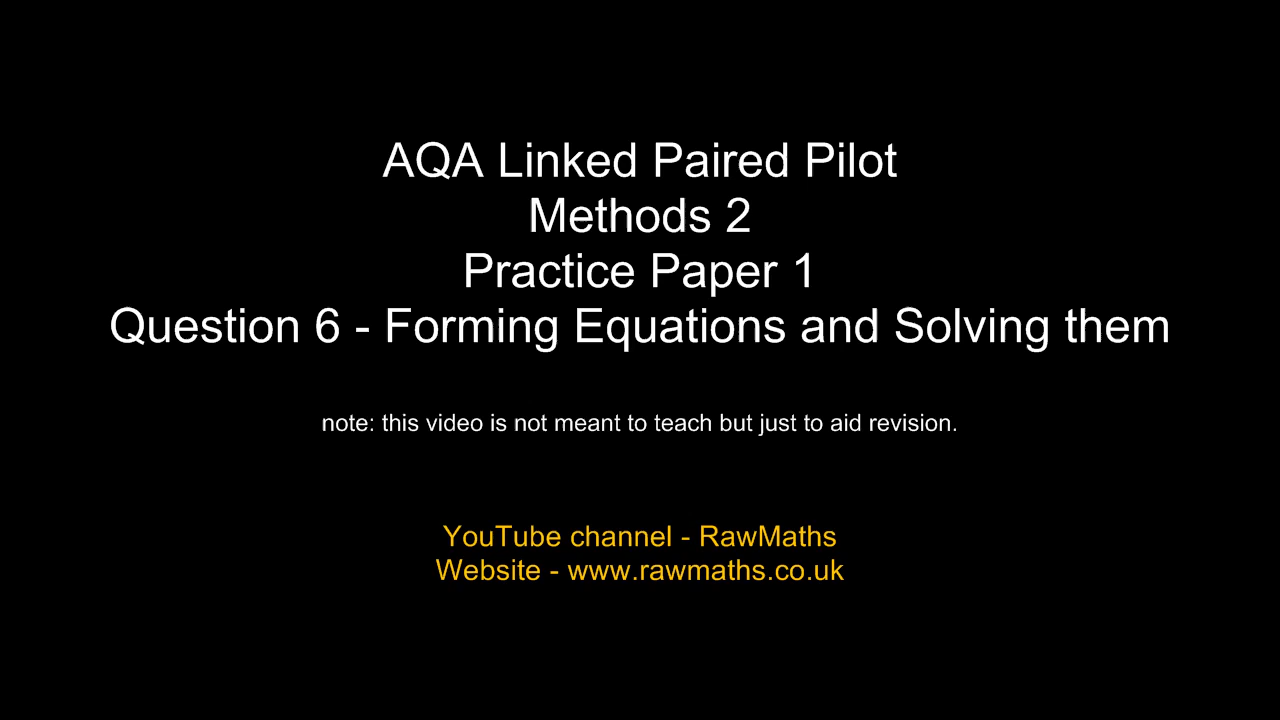 AQA Linked Paired Pilot
Methods 2
Practice Paper 1
Question 6 - Forming Equations and Solving them
note: this video is not meant to teach but just to aid revision.
YouTube channel - RawMaths
Website - www.rawmaths.co.uk